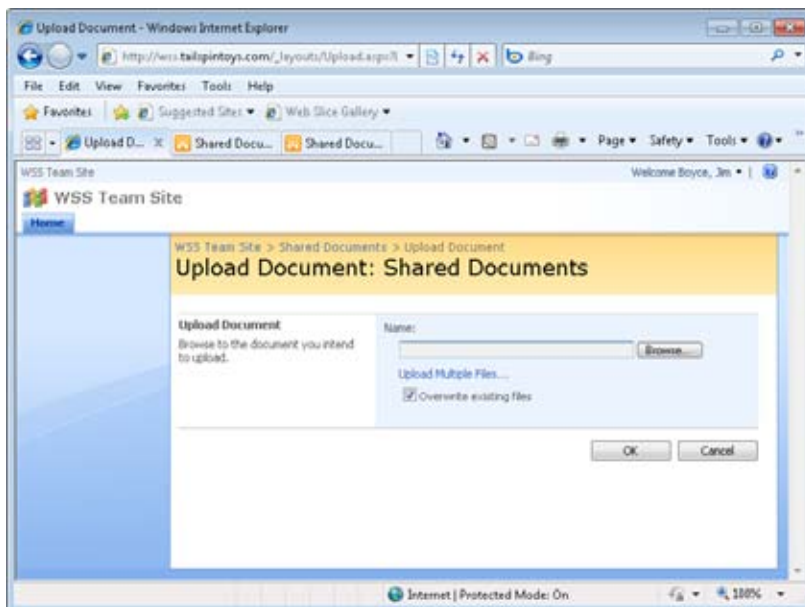 Upload Document - Windows Internet Explorer
http://wss.tailspintoys.com/_layouts/Upload.aspx?l
Bing
File Edit View Favorites Tools Help
Favorites Suggested Sites Web Slice Gallery
Upload D... Shared Docu... Shared Docu... Page Safety Tools
WSS Team Site Welcome Boyce, Jim
WSS Team Site
Home
WSS Team Site > Shared Documents > Upload Document
Upload Document: Shared Documents
Upload Document
Browse to the document you intend
to upload.
Name:
Browse...
Upload Multiple Files...
Overwrite existing files
OK Cancel
Internet | Protected Mode: On 100%